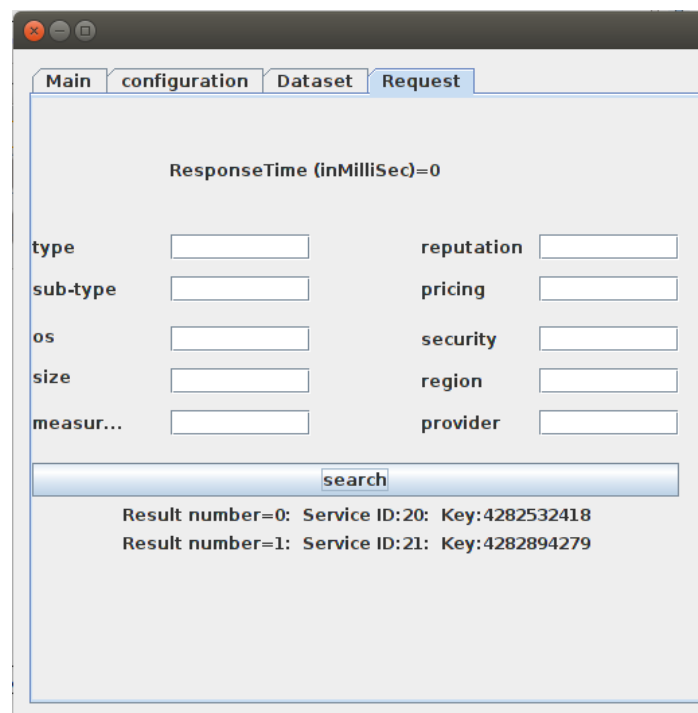 Main configuration Dataset Request
ResponseTime (inMilliSec)=0
type reputation
sub-type pricing
os security
size region
measur... provider
search
Result number=0: Service ID:20: Key:4282532418
Result number=1: Service ID:21: Key:4282894279